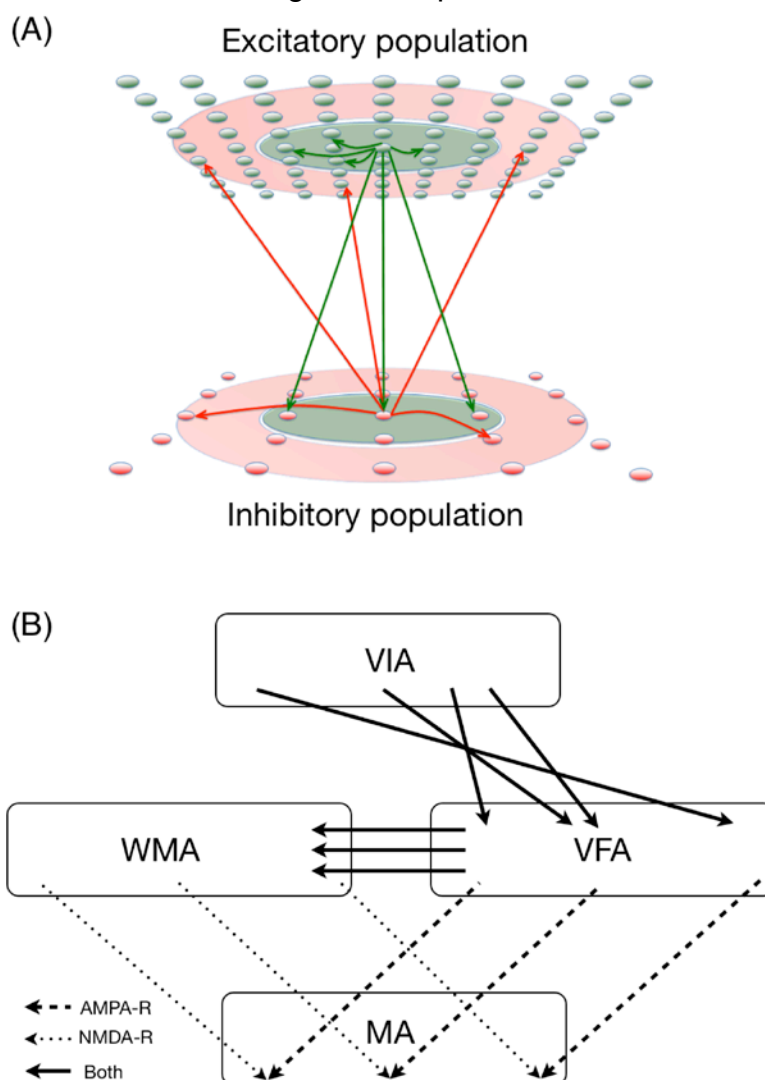 (A)
Excitatory population
Inhibitory population
(B)
VIA
WMA
VFA
MA
AMPA-R
NMDA-R
Both